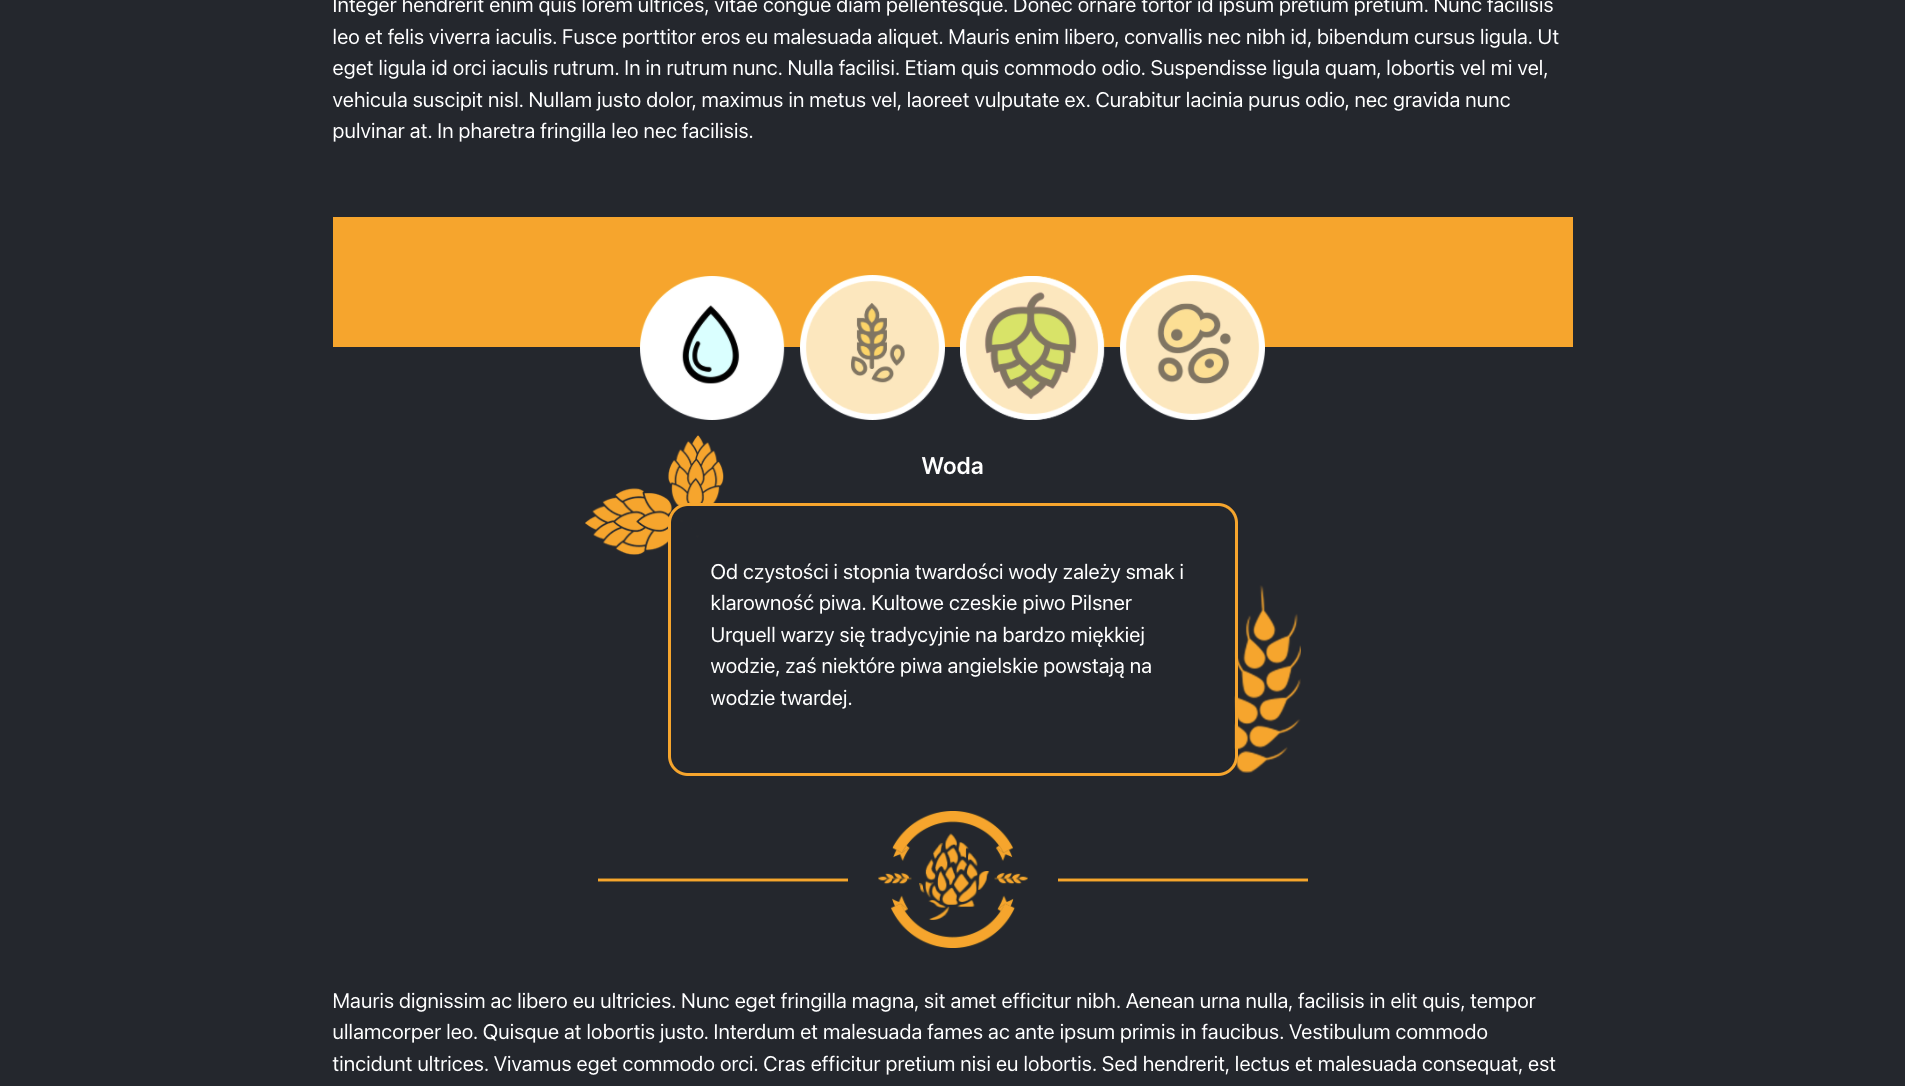 Integer hendrerit enim quis lorem ultrices, vitae congue diam pellentesque. Donec ornare tortor id ipsum pretium pretium. Nunc facilisis
leo et felis viverra iaculis. Fusce porttitor eros eu malesuada aliquet. Mauris enim libero, convallis nec nibh id, bibendum cursus ligula. Ut
eget ligula id orci iaculis rutrum. In in rutrum nunc. Nulla facilisi. Etiam quis commodo odio. Suspendisse ligula quam, lobortis vel mi vel,
vehicula suscipit nisl. Nullam justo dolor, maximus in metus vel, laoreet vulputate ex. Curabitur lacinia purus odio, nec gravida nunc
pulvinar at. In pharetra fringilla leo nec facilisis.
Woda
Od czystości i stopnia twardości wody zależy smak i
klarowność piwa. Kultowe czeskie piwo Pilsner
Urquell warzy się tradycyjnie na bardzo miękkiej
wodzie, zaś niektóre piwa angielskie powstają na
wodzie twardej.
Mauris dignissim ac libero eu ultricies. Nunc eget fringilla magna, sit amet efficitur nibh. Aenean urna nulla, facilisis in elit quis, tempor
ullamcorper leo. Quisque at lobortis justo. Interdum et malesuada fames ac ante ipsum primis in faucibus. Vestibulum commodo
tincidunt ultrices. Vivamus eget commodo orci. Cras efficitur pretium nisi eu lobortis. Sed hendrerit, lectus et malesuada consequat, est